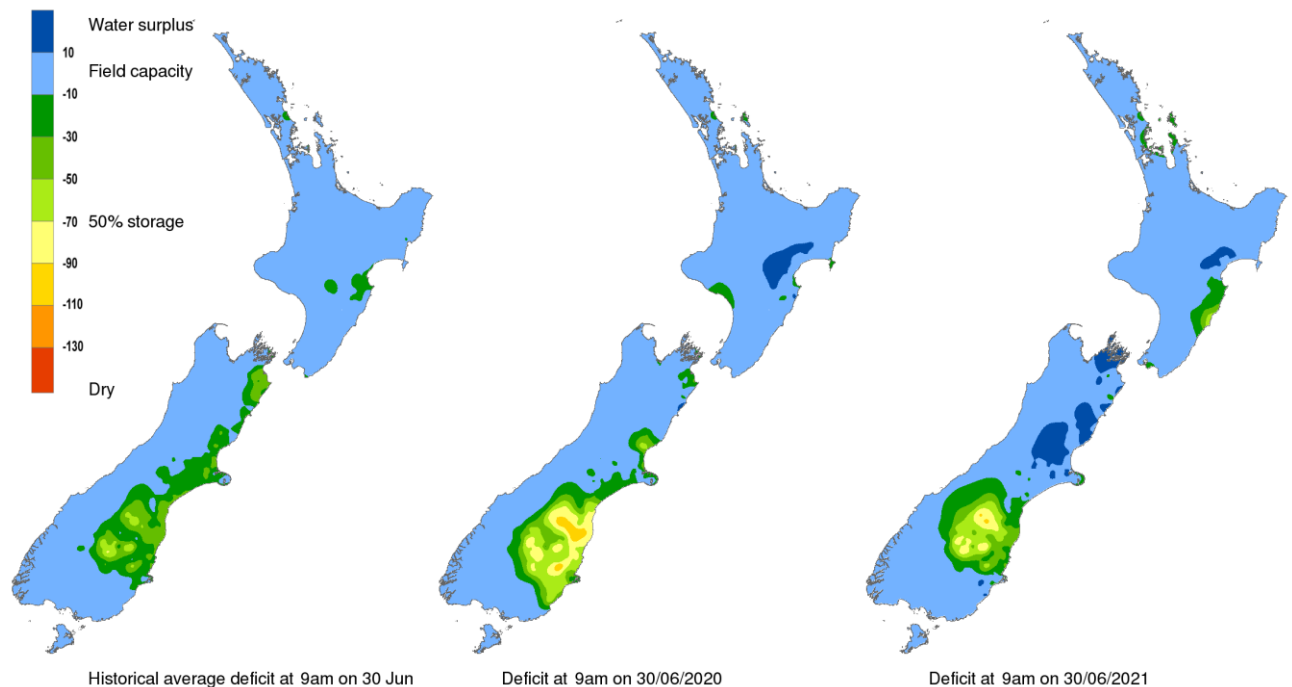 Water surplus
10
Field capacity
-10
-30
-50
-70
50% storage
-90
-110
-130
Dry
Historical average deficit at 9am on 30 Jun
Deficit at 9am on 30/06/2020
Deficit at 9am on 30/06/2021